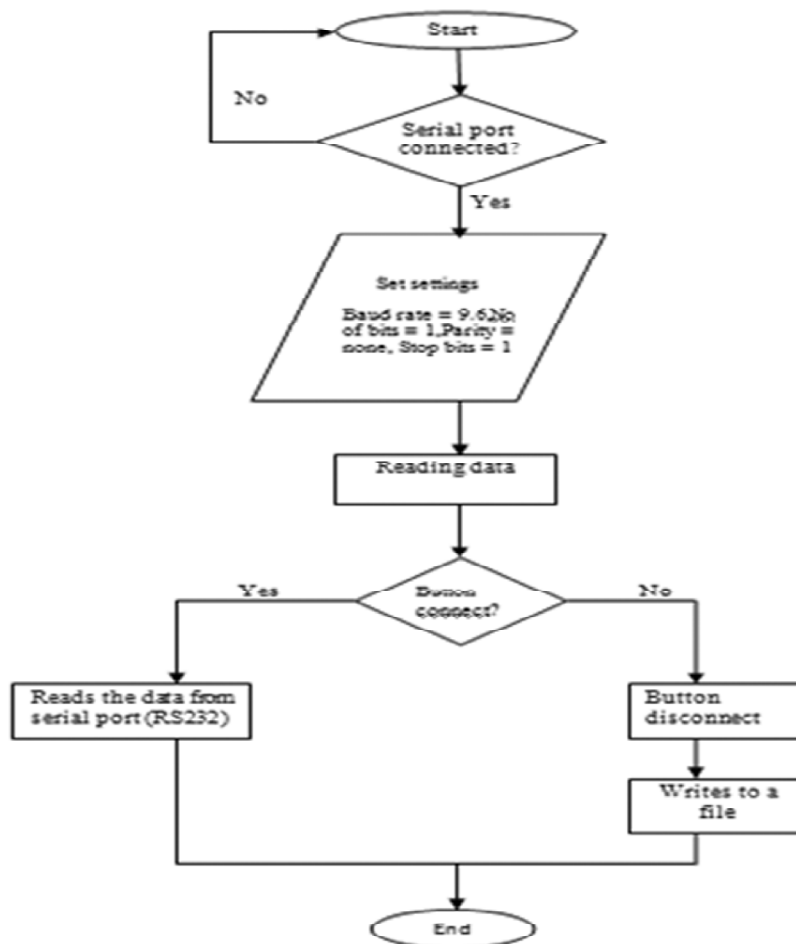 Start
No
Serial port
connected?
Yes
Set settings
Baud rate = 9.6
of bits = 1,Parity =
none, Stop bits = 1
Reading data
Yes
Button
connect?
No
Reads the data from
serial port (RS232)
Button
disconnect
Writes to a
file
End